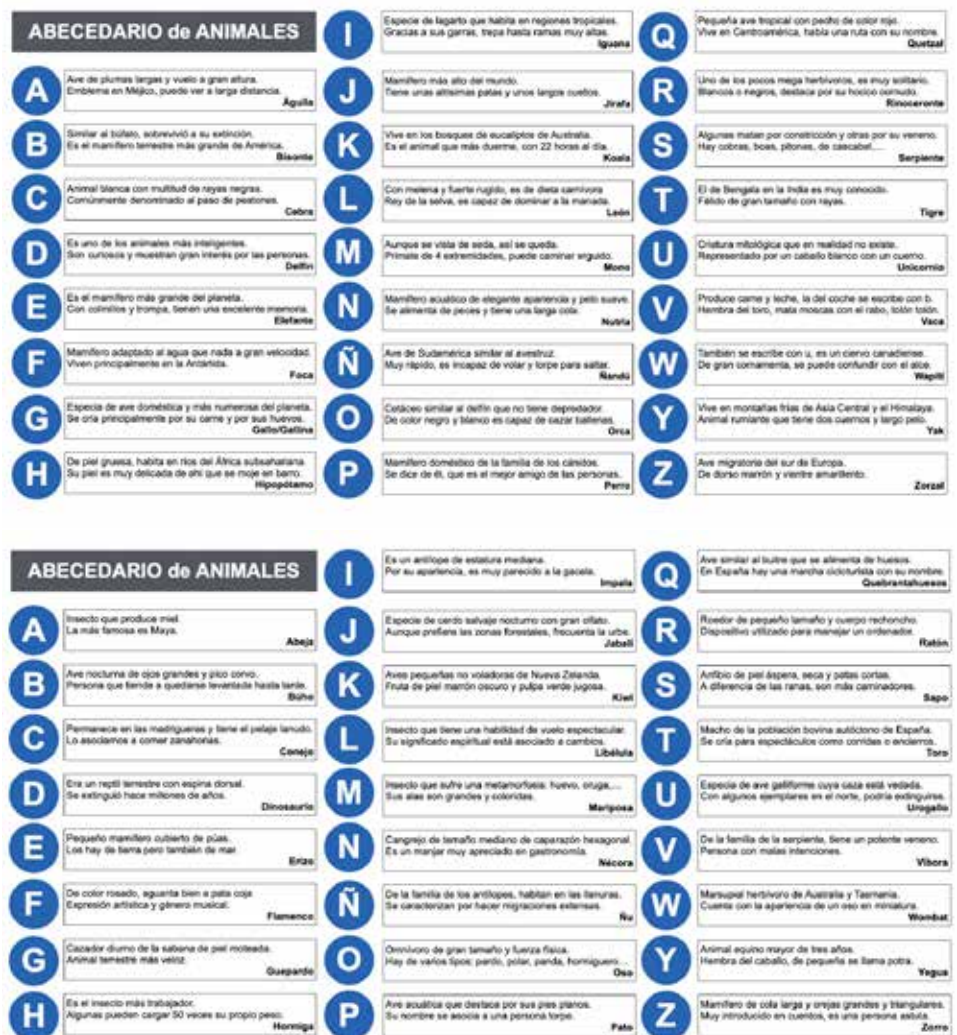 ABECEDARIO de ANIMALES
A
Ave de plumas largas y vuelo a gran altura.
Emblema en Méjico, puede ver a larga distancia.
Águila
B
Similar al búfalo, sobrevivió a su extinción.
Es el mamífero terrestre más grande de América.
Bisonte
C
Animal blanca con multitud de rayas negras.
Comúnmente denominado al paso de peatones.
Cebra
D
Es uno de los animales más inteligentes.
Son curiosos y muestran gran interés por las personas.
Delfín
E
Es el mamífero más grande del planeta.
Con colmillos y trompa, tienen una excelente memoria.
Elefante
F
Mamífero adaptado al agua que nada a gran velocidad.
Viven principalmente en la Antártida.
Foca
G
Especia de ave doméstica y más numerosa del planeta.
Se cría principalmente por su carne y por sus huevos.
Gallo/Gallina
H
De piel gruesa, habita en ríos del África subsahariana.
Su piel es muy delicada de ahí que se moje en barro.
Hipopótamo
I
Especie de lagarto que habita en regiones tropicales.
Gracias a sus garras, trepa hasta ramas muy altas.
Iguana
J
Mamífero más alto del mundo.
Tiene unas altísimas patas y unos largos cuellos.
Jirafa
K
Vive en los bosques de eucaliptos de Australia.
Es el animal que más duerme, con 22 horas al día.
Koala
L
Con melena y fuerte rugido, es de dieta carnívora
Rey de la selva, es capaz de dominar a la manada.
León
M
Aunque se vista de seda, así se queda.
Primate de 4 extremidades, puede caminar erguido.
Mono
N
Mamífero acuático de elegante apariencia y pelo suave.
Se alimenta de peces y tiene una larga cola.
Nutria
Ñ
Ave de Sudamérica similar al avestruz.
Muy rápido, es incapaz de volar y torpe para saltar.
Ñandú
O
Cetáceo similar al delfín que no tiene depredador.
De color negro y blanco es capaz de cazar ballenas.
Orca
P
Mamífero doméstico de la familia de los cánidos.
Se dice de él, que es el mejor amigo de las personas.
Perro
Q
Pequeña ave tropical con pecho de color rojo.
Vive en Centroamérica, había una ruta con su nombre.
Quetzal
R
Uno de los pocos mega herbívoros, es muy solitario.
Blancos o negros, destaca por su hocico cornudo.
Rinoceronte
S
Algunas matan por constricción y otras por su veneno.
Hay cobras, boas, pitones, de cascabel,...
Serpiente
T
El de Bengala en la India es muy conocido.
Félido de gran tamaño con rayas.
Tigre
U
Criatura mitológica que en realidad no existe.
Representado por un caballo blanco con un cuerno.
Unicornio
V
Produce carne y leche, la del coche se escribe con b.
Hembra del toro, mata moscas con el rabo, tolón tolón.
Vaca
W
También se escribe con u, es un ciervo canadiense.
De gran cornamenta, se puede confundir con el alce.
Wapití
Y
Vive en montañas frías de Asia Central y el Himalaya.
Animal rumiante que tiene dos cuernos y largo pelo.
Yak
Z
Ave migratoria del sur de Europa.
De dorso marrón y vientre amarillento.
Zorzal
ABECEDARIO de ANIMALES
A
Insecto que produce miel.
La más famosa es Maya.
Abeja
B
Ave nocturna de ojos grandes y pico corvo.
Persona que tiende a quedarse levantada hasta tarde.
Búho
C
Permanece en las madrigueras y tiene el pelaje lanudo.
Lo asociamos a comer zanahorias.
Conejo
D
Era un reptil terrestre con espina dorsal.
Se extinguió hace millones de años.
Dinosaurio
E
Pequeño mamífero cubierto de púas.
Los hay de tierra pero también de mar.
Erizo
F
De color rosado, aguanta bien a pata coja
Expresión artística y género musical.
Flamenco
G
Cazador diurno de la sabana de piel moteada.
Animal terrestre más veloz.
Guepardo
H
Es el insecto más trabajador.
Algunas pueden cargar 50 veces su propio peso.
Hormiga
I
Es un antílope de estatura mediana.
Por su apariencia, es muy parecido a la gacela.
Impala
J
Especie de cerdo salvaje nocturno con gran olfato.
Aunque prefiere las zonas forestales, frecuenta la urbe.
Jabalí
K
Aves pequeñas no voladoras de Nueva Zelanda.
Fruta de piel marrón oscuro y pulpa verde jugosa.
Kiwi
L
Insecto que tiene una habilidad de vuelo espectacular.
Su significado espiritual está asociado a cambios.
Libélula
M
Insecto que sufre una metamorfosis: huevo, oruga,...
Sus alas son grandes y coloridas.
Mariposa
N
Cangrejo de tamaño mediano de caparazón hexagonal.
Es un manjar muy apreciado en gastronomía.
Nécora
Ñ
De la familia de los antílopes, habitan en las llanuras.
Se caracterizan por hacer migraciones extensas.
Ñu
O
Omnívoro de gran tamaño y fuerza física.
Hay de varios tipos: pardo, polar, panda, hormiguero...
Oso
P
Ave acuática que destaca por sus pies planos.
Su nombre se asocia a una persona torpe.
Pato
Q
Ave similar al buitre que se alimenta de huesos.
En España hay una marcha cicloturista con su nombre.
Quebrantahuesos
R
Roedor de pequeño tamaño y cuerpo rechoncho.
Dispositivo utilizado para manejar un ordenador.
Ratón
S
Anfibio de piel áspera, seca y patas cortas.
A diferencia de las ranas, son más caminadores.
Sapo
T
Macho de la población bovina autóctono de España.
Se cría para espectáculos como corridas o encierros.
Toro
U
Especia de ave galliforme cuya caza está vedada.
Con algunos ejemplares en el norte, podría extinguirse.
Urogallo
V
De la familia de la serpiente, tiene un potente veneno.
Persona con malas intenciones.
Víbora
W
Marsupial herbívoro de Australia y Tasmania.
Cuenta con la apariencia de un oso en miniatura.
Wombat
Y
Animal equino mayor de tres años.
Hembra del caballo, de pequeña se llama potra.
Yegua
Z
Mamífero de cola larga y orejas grandes y triangulares.
Muy introducido en cuentos, es una persona astuta.
Zorro